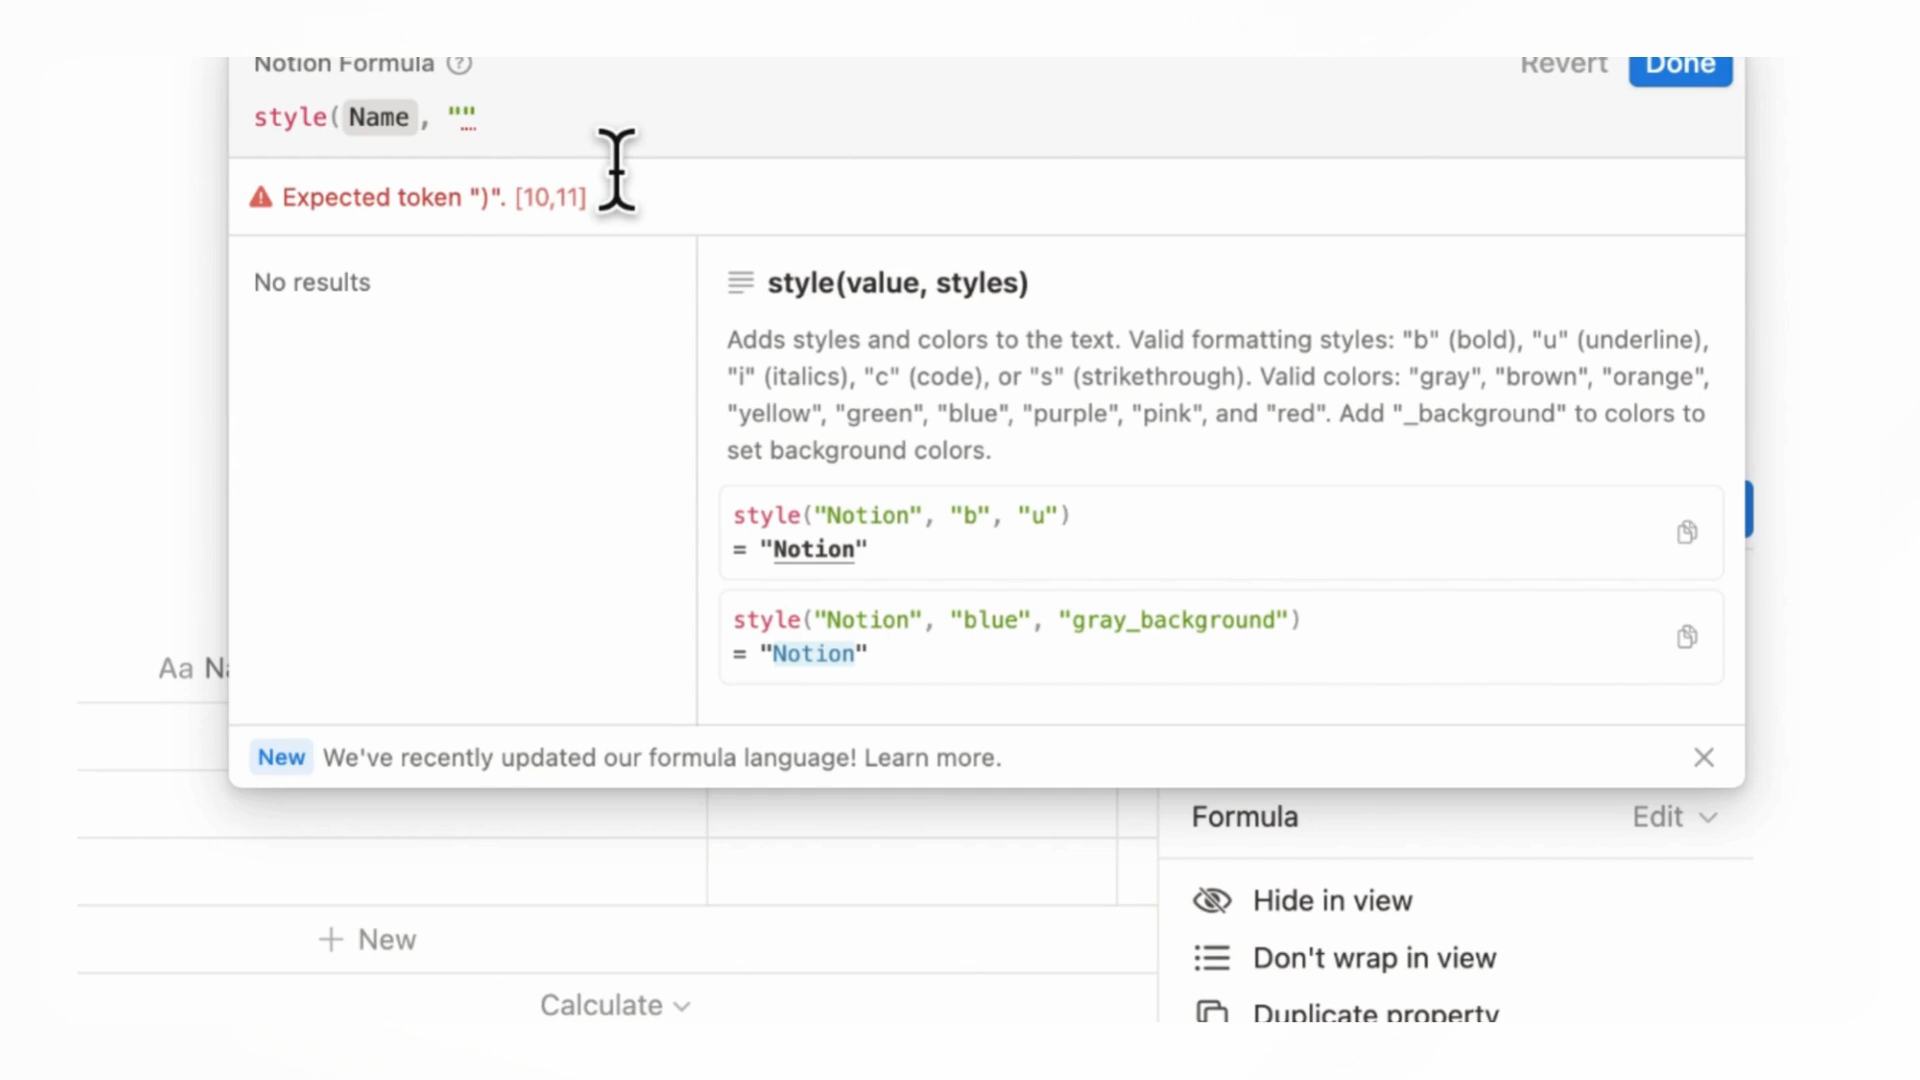 Notion Formula
Revert
Done
style( Name , ""
Expected token ")". [10,11]
No results
style(value, styles)
Adds styles and colors to the text. Valid formatting styles: "b" (bold), "u" (underline),
"i" (italics), "c" (code), or "s" (strikethrough). Valid colors: "gray", "brown", "orange",
"yellow", "green", "blue", "purple", "pink", and "red". Add "_background" to colors to
set background colors.
style("Notion", "b", "u")
= "Notion"
style("Notion", "blue", "gray_background")
= "Notion"
Aa Na
New We've recently updated our formula language! Learn more.
Formula
Edit
Hide in view
+ New
Don't wrap in view
Calculate
Duplicate property